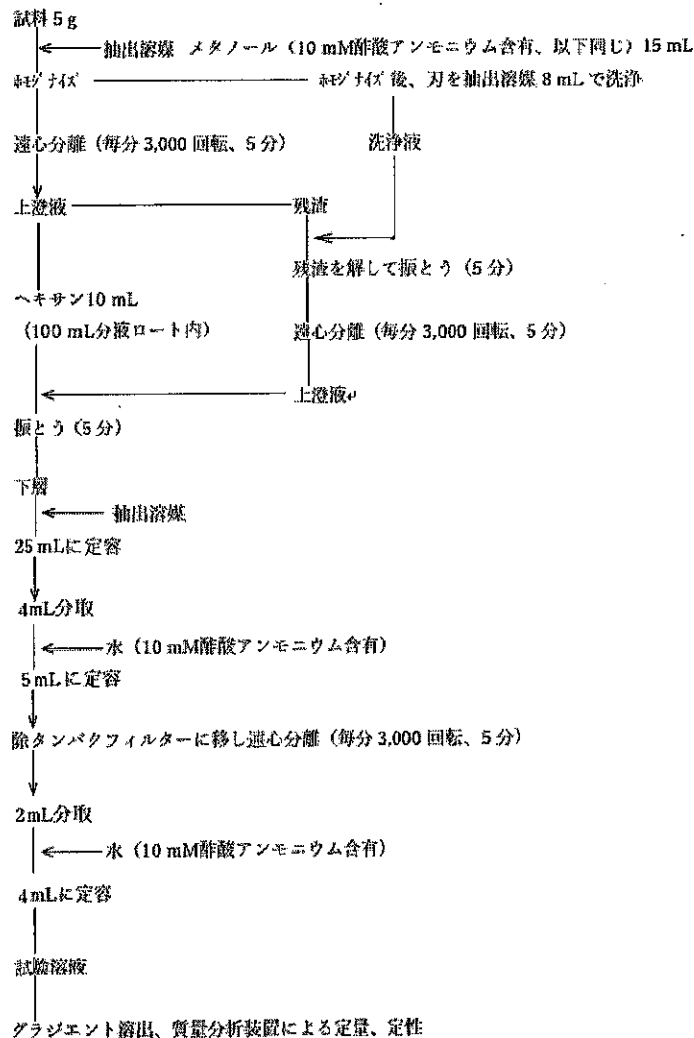 試料 5 g
抽出溶媒 メタノール（10 mM酢酸アンモニウム含有、以下同じ）15 mL
ﾎﾓｼﾞﾅｲｽﾞ
ﾎﾓｼﾞﾅｲｽﾞ後、刃を抽出溶媒 8 mL で洗浄
遠心分離（毎分 3,000 回転、5 分）
洗浄液
上澄液
残渣
残渣を解して振とう（5 分）
ヘキサン10 mL
（100 mL分液ロート内）
遠心分離（毎分 3,000 回転、5 分）
上澄液↵
振とう（5 分）
下層
抽出溶媒
25 mLに定容
4mL分取
水（10 mM酢酸アンモニウム含有）
5 mLに定容
除タンパクフィルターに移し遠心分離（毎分 3,000 回転、5 分）
2mL分取
水（10 mM酢酸アンモニウム含有）
4mLに定容
試験溶液
グラジエント溶出、質量分析装置による定量、定性